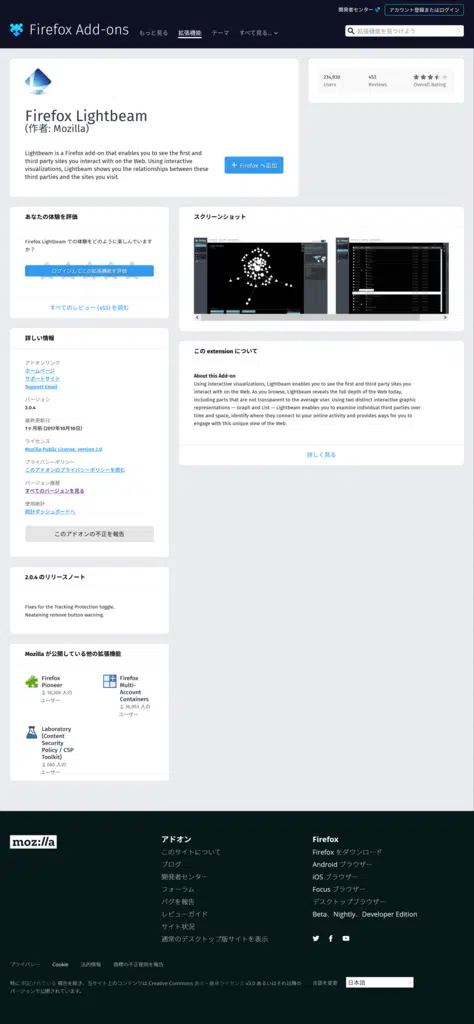 開発者センター
アカウント登録またはログイン
Firefox Add-ons
もっと見る
拡張機能
テーマ
すべて見る...
拡張機能を見つけよう
Firefox Lightbeam
(作者: Mozilla)
Lightbeam is a Firefox add-on that enables you to see the first and
third party sites you interact with on the Web. Using interactive
visualizations, Lightbeam shows you the relationships between these
third parties and the sites you visit.
Firefox へ追加
234,930
Users
453
Reviews
Overall Rating
あなたの体験を評価
Firefox Lightbeam での体験をどのように楽しんでいます
か？
ログインしてこの拡張機能を評価
すべてのレビュー (453) を読む
スクリーンショット
詳しい情報
アドオンリンク
ホームページ
サポートサイト
Support Email
バージョン
2.0.4
最終更新日
1ヶ月前 (2017年10月10日)
ライセンス
Mozilla Public License, version 2.0
プライバシーポリシー
このアドオンのプライバシーポリシーを読む
バージョン履歴
すべてのバージョンを見る
使用統計
統計ダッシュボードへ
このアドオンの不正を報告
この extension について
About this Add-on
Using interactive visualizations, Lightbeam enables you to see the first and third party sites you
interact with on the Web. As you browse, Lightbeam reveals the full depth of the Web today,
including parts that are not transparent to the average user. Using two distinct interactive
graphic representations — Graph and List — Lightbeam enables you to examine individual third parties over
time and space, identify where they connect to your online activity and provides ways for you to
engage with this unique view of the Web.
詳しく見る
2.0.4 のリリースノート
Fixes for the Tracking Protection toggle.
Neatening remove button warning.
Mozilla が公開している他の拡張機能
Firefox
Pioneer
人の
ユーザー
Firefox
Multi-
Account
Containers
人の
ユーザー
Laboratory
(Content
Security
Policy / CSP
Toolkit)
人の
ユーザー
moz://a
アドオン
このサイトについて
ブログ
開発者センター
フォーラム
バグを報告
レビューガイド
サイト状況
通常のデスクトップ版サイトを表示
Firefox
Firefox をダウンロード
Android ブラウザー
iOS ブラウザー
Focus ブラウザー
デスクトップブラウザー
Beta、Nightly、Developer Edition
プライバシー
Cookie
法的情報
商標の不正使用を報告
特に明記されている 場合を除き、当サイト上のコンテンツは Creative Commons 表示・継承ライセンス v3.0 あるいはそれ以降の
バージョンで公開されています。
言語を変更
日本語